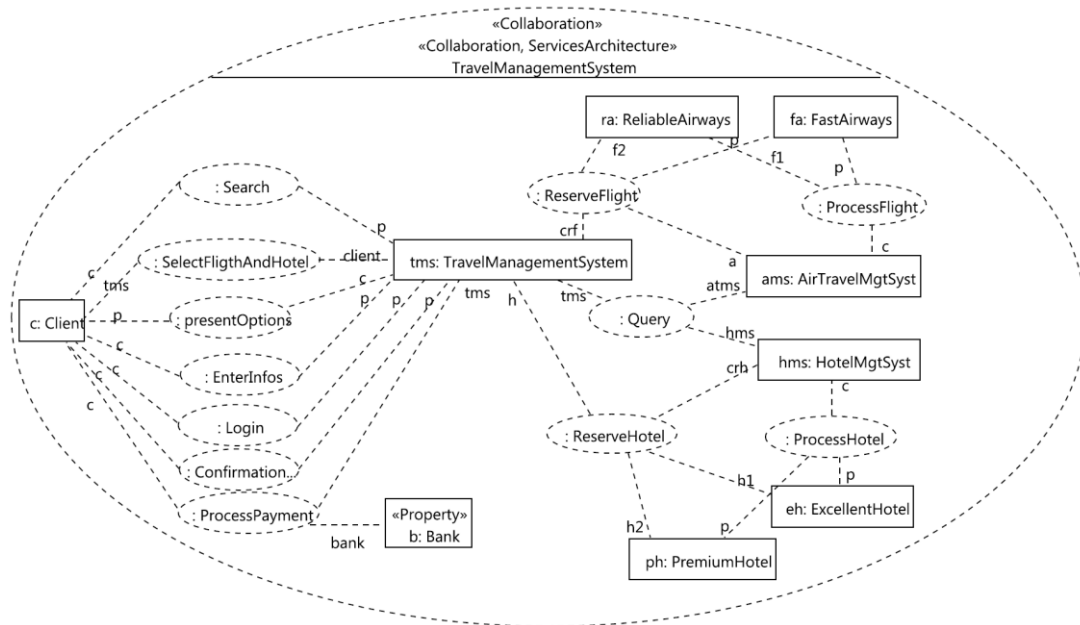 «Collaboration»
«Collaboration, ServicesArchitecture»
TravelManagementSystem
ra: ReliableAirways
fa: FastAirways
f2
p
f1
p
: Search
: ReserveFlight
: ProcessFlight
p
crf
c
client
: SelectFligthAndHotel
tms: TravelManagementSystem
a
ams: AirTravelMgtSyst
c
tms
c
p
p
p
tms
h
tms
atms
c: Client
p
: presentOptions
: Query
hms
c
: EnterInfos
crh
hms: HotelMgtSyst
c
c
c
c
: Login
: ReserveHotel
: ProcessHotel
: Confirmation...
h1
p
: ProcessPayment
«Property»
b: Bank
bank
eh: ExcellentHotel
h2
p
ph: PremiumHotel